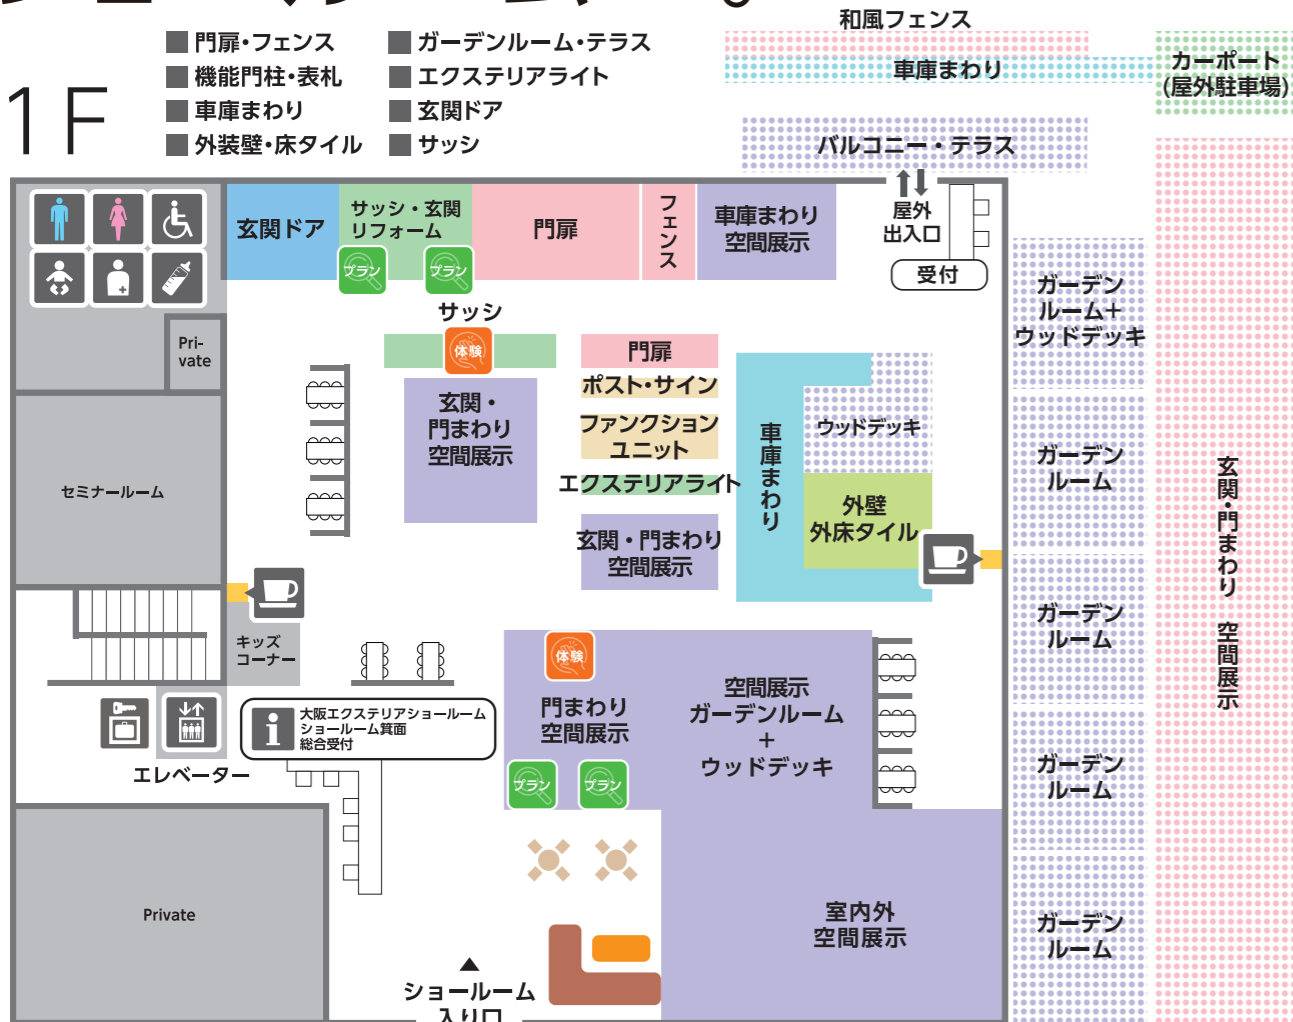 1F
門扉・フェンス
機能門柱・表札
車庫まわり
外装壁・床タイル
ガーデンルーム・テラス
エクステリアライト
玄関ドア
サッシ
和風フェンス
車庫まわり
カーポート
(屋外駐車場)
バルコニー・テラス
玄関ドア
サッシ・玄関
リフォーム
プラン
プラン
門扉
フェンス
車庫まわり
空間展示
屋外
出入口
受付
ガーデン
ルーム＋
ウッドデッキ
サッシ
体験
Pri-
vate
門扉
ポスト・サイン
ファンクション
ユニット
エクステリアライト
玄関・門まわり
空間展示
玄関・
門まわり
空間展示
車庫まわり
ウッドデッキ
外壁
外床タイル
ガーデン
ルーム
玄関・門まわり 空間展示
セミナールーム
キッズ
コーナー
ガーデン
ルーム
体験
門まわり
空間展示
プラン
プラン
空間展示
ガーデンルーム
＋
ウッドデッキ
大阪エクステリアショールーム
ショールーム箕面
総合受付
エレベーター
ガーデン
ルーム
Private
室内外
空間展示
ガーデン
ルーム
ショールーム
入り口